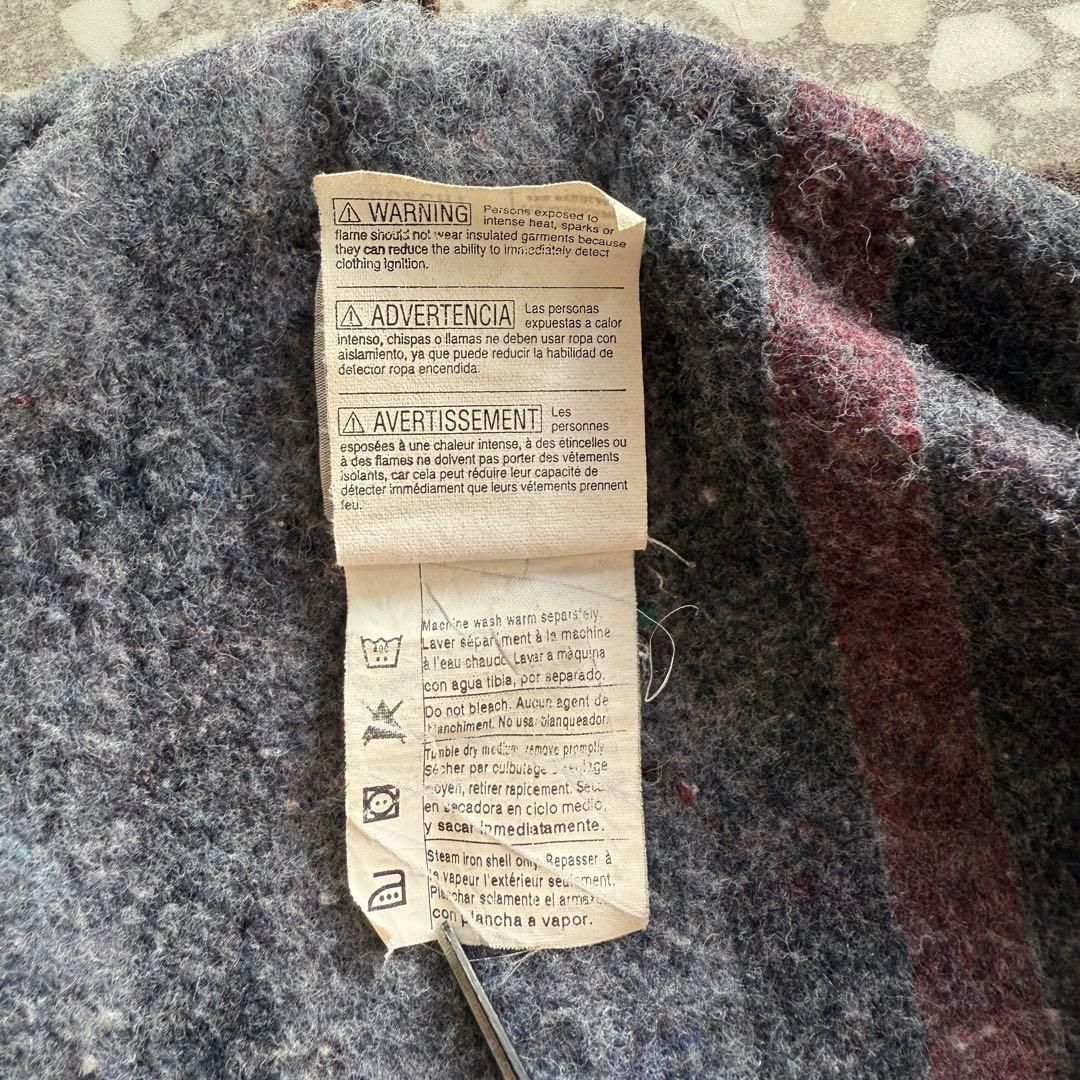 ⚠ WARNING Persons exposed to
intense heat, sparks or
flame should not wear insulated garments because
they can reduce the ability to immediately detect
clothing ignition.
⚠ ADVERTENCIA Las personas
expuestas a calor
intenso, chispas o llamas ne deben usar ropa con
aislamiento, ya que puede reducir la habilidad de
detector ropa encendida.
⚠ AVERTISSEMENT Les
personnes
esposées à une chaleur intense, à des étincelles ou
à des flames ne doivent pas porter des vêtements
isolants, car cela peut réduire leur capacité de
détecter immédiament que leurs vêtements prennent
feu.
Machine wash warm separately.
Laver séparément à la machine
à l'eau chaude. Lavar a màquina
con agua tibia, por separado.
Do not bleach. Aucun agent de
blanchiment. No usar blanqueador.
Tumble dry medium, remove promptly
Sécher par culbutage à séchage
moyen, retirer rapicement. Secar
en secadora en ciclo medio,
y sacar inmediatamente.
Steam iron shell only. Repasser à
la vapeur l'extérieur seulement.
Planchar solamente el armazon
con plancha a vapor.